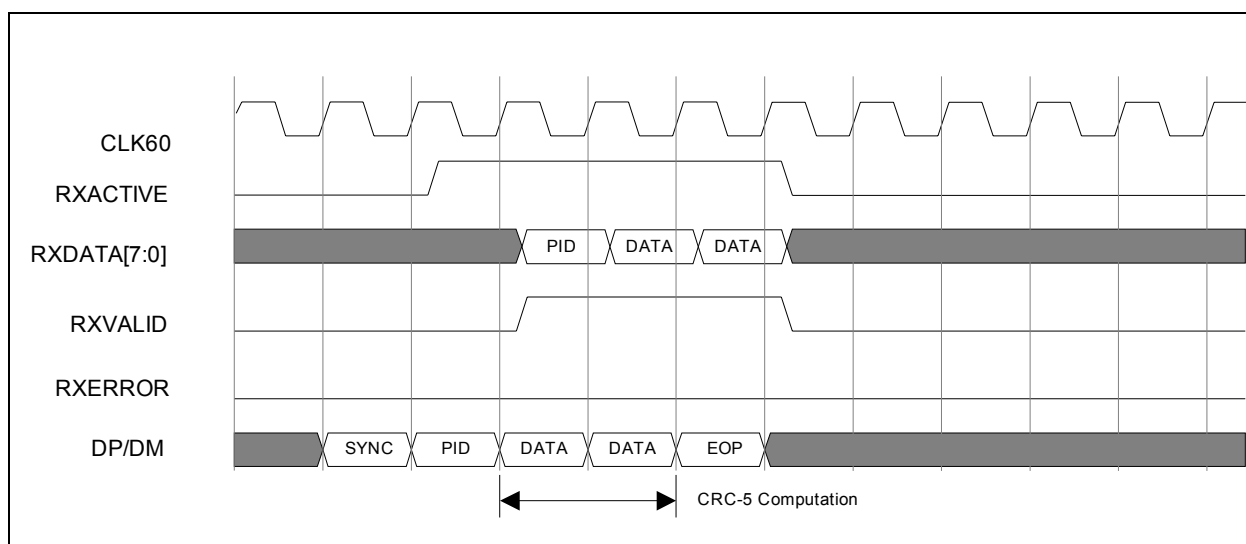 CLK60
RXACTIVE
RXDATA[7:0] PID DATA DATA
RXVALID
RXERROR
DP/DM SYNC PID DATA DATA EOP
CRC-5 Computation